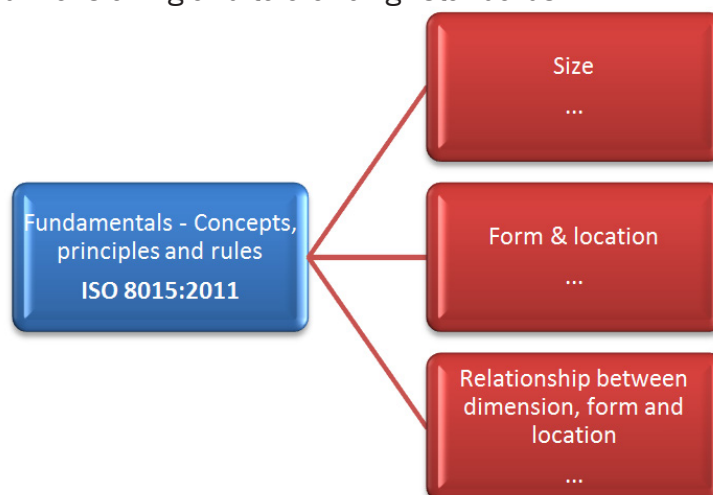 Fundamentals - Concepts,
principles and rules
ISO 8015:2011
Size
...
Form & location
...
Relationship between
dimension, form and
location
...